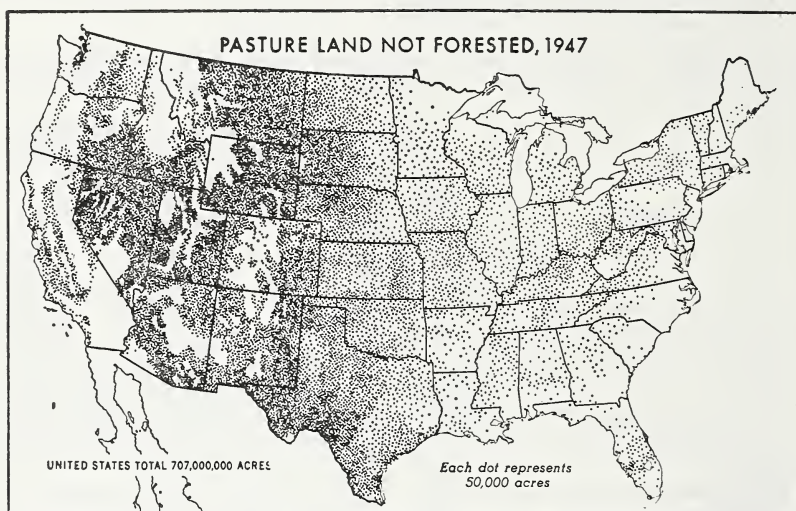 PASTURE LAND NOT FORESTED, 1947
UNITED STATES TOTAL 707,000,000 ACRES
Each dot represents
50,000 acres